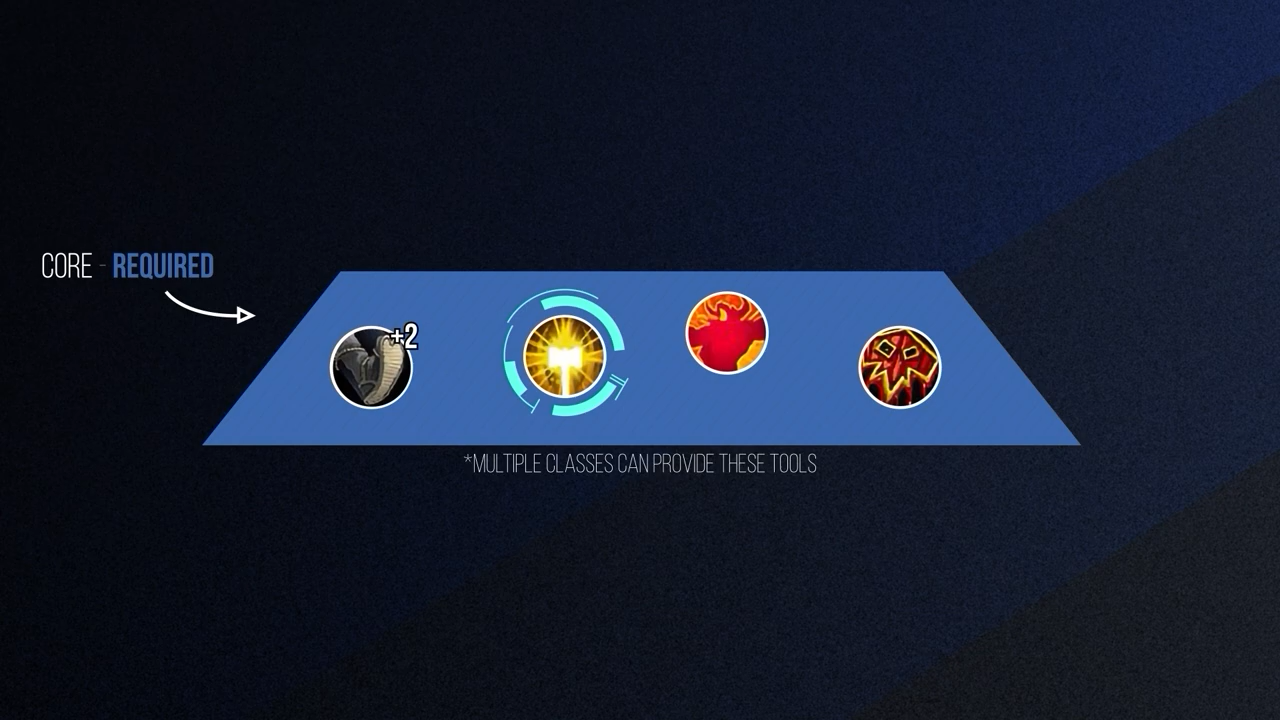 CORE - REQUIRED
+2
*MULTIPLE CLASSES CAN PROVIDE THESE TOOLS